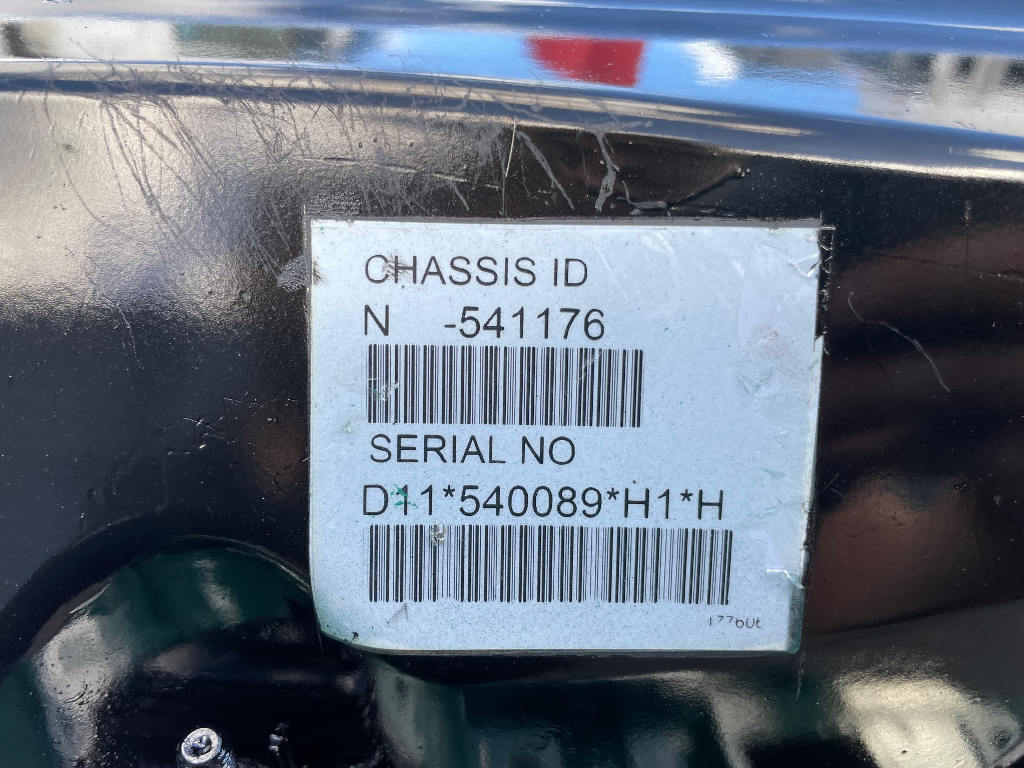 CHASSIS ID
N -541176
SERIAL NO
D11*540089*H1*H